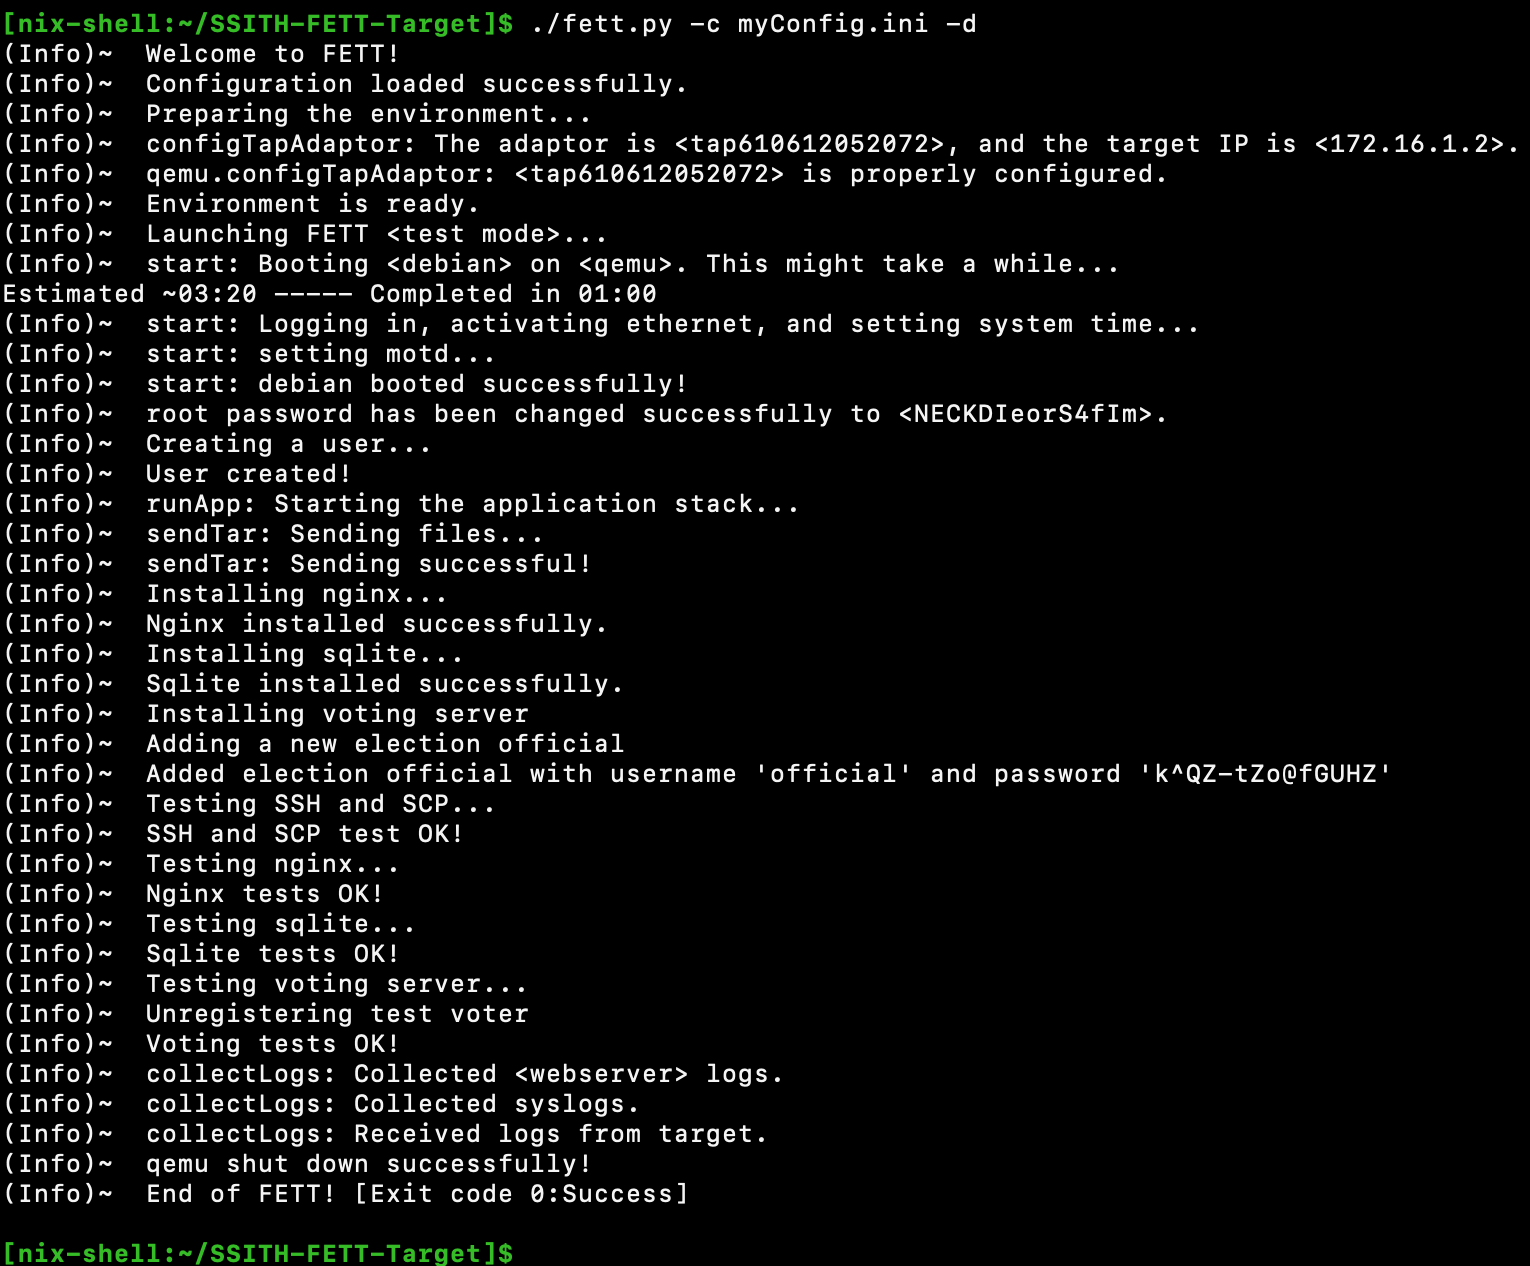 [nix-shell:~/SSITH-FETT-Target]$ ./fett.py -c myConfig.ini -d
(Info)~  Welcome to FETT!
(Info)~  Configuration loaded successfully.
(Info)~  Preparing the environment...
(Info)~  configTapAdaptor: The adaptor is <tap610612052072>, and the target IP is <172.16.1.2>.
(Info)~  qemu.configTapAdaptor: <tap610612052072> is properly configured.
(Info)~  Environment is ready.
(Info)~  Launching FETT <test mode>...
(Info)~  start: Booting <debian> on <qemu>. This might take a while...
Estimated ~03:20 ----- Completed in 01:00
(Info)~  start: Logging in, activating ethernet, and setting system time...
(Info)~  start: setting motd...
(Info)~  start: debian booted successfully!
(Info)~  root password has been changed successfully to <NECKDIeorS4fIm>.
(Info)~  Creating a user...
(Info)~  User created!
(Info)~  runApp: Starting the application stack...
(Info)~  sendTar: Sending files...
(Info)~  sendTar: Sending successful!
(Info)~  Installing nginx...
(Info)~  Nginx installed successfully.
(Info)~  Installing sqlite...
(Info)~  Sqlite installed successfully.
(Info)~  Installing voting server
(Info)~  Adding a new election official
(Info)~  Added election official with username 'official' and password 'k^QZ-tZo@fGUHZ'
(Info)~  Testing SSH and SCP...
(Info)~  SSH and SCP test OK!
(Info)~  Testing nginx...
(Info)~  Nginx tests OK!
(Info)~  Testing sqlite...
(Info)~  Sqlite tests OK!
(Info)~  Testing voting server...
(Info)~  Unregistering test voter
(Info)~  Voting tests OK!
(Info)~  collectLogs: Collected <webserver> logs.
(Info)~  collectLogs: Collected syslogs.
(Info)~  collectLogs: Received logs from target.
(Info)~  qemu shut down successfully!
(Info)~  End of FETT! [Exit code 0:Success]
[nix-shell:~/SSITH-FETT-Target]$